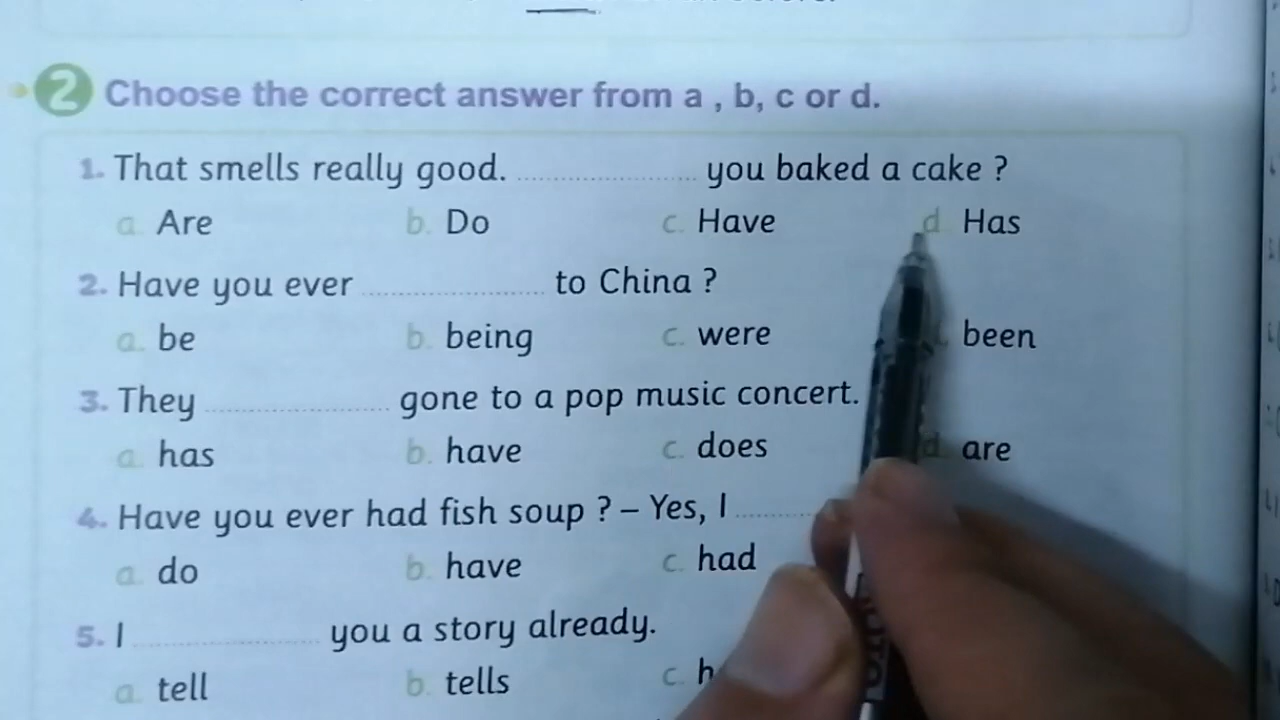 2 Choose the correct answer from a , b, c or d.
1. That smells really good. .................... you baked a cake ?
a. Are b. Do c. Have d Has
2. Have you ever .................... to China ?
a. be b. being c. were been
3. They .................... gone to a pop music concert.
a. has b. have c. does d. are
4. Have you ever had fish soup ? – Yes, I ..........
a. do b. have c. had
5. I .................... you a story already.
a. tell b. tells c. h